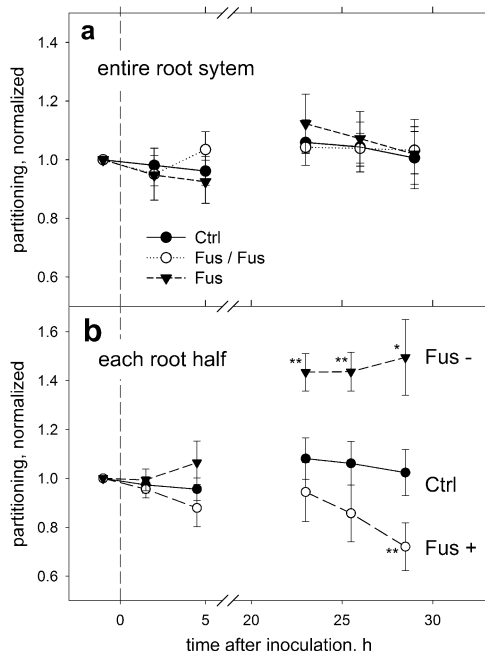 a
entire root sytem
1.4
1.2
1.0
0.8
0.6
partitioning, normalized
Ctrl
Fus / Fus
Fus
b
each root half
1.6
1.4
1.2
1.0
0.8
0.6
partitioning, normalized
** ** * Fus -
Ctrl
** Fus +
0 5 20 25 30
time after inoculation, h